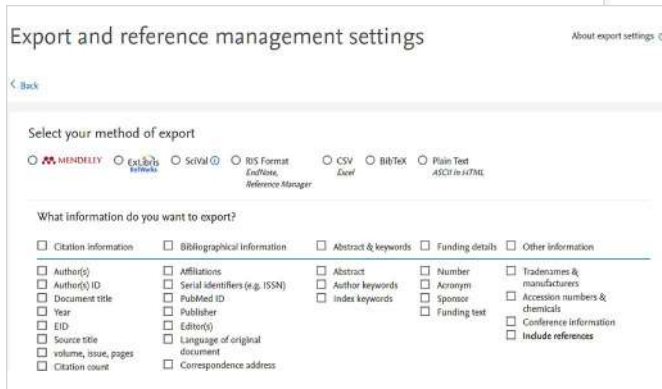 Export and reference management settings
About export settings
Back
Select your method of export
MENDELEY
ExLibris
RefWorks
SciVal
RIS Format
EndNote,
Reference Manager
CSV
Excel
BibTeX
Plain Text
ASCII in HTML
What information do you want to export?
Citation information
Author(s)
Author(s) ID
Document title
Year
EID
Source title
volume, issue, pages
Citation count
Bibliographical information
Affiliations
Serial identifiers (e.g. ISSN)
PubMed ID
Publisher
Editor(s)
Language of original
document
Correspondence address
Abstract & keywords
Abstract
Author keywords
Index keywords
Funding details
Number
Acronym
Sponsor
Funding text
Other information
Tradenames &
manufacturers
Accession numbers &
chemicals
Conference information
Include references